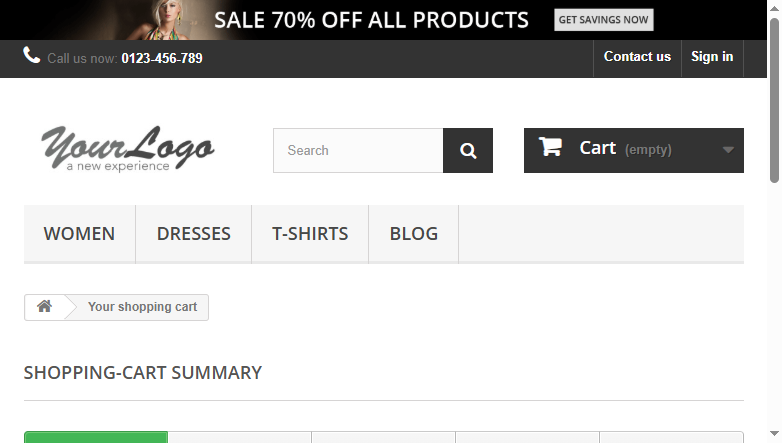 SALE 70% OFF ALL PRODUCTS GET SAVINGS NOW
Call us now: 0123-456-789 Contact us Sign in
YourLogo
a new experience
Search
Cart (empty)
WOMEN DRESSES T-SHIRTS BLOG
Your shopping cart
SHOPPING-CART SUMMARY